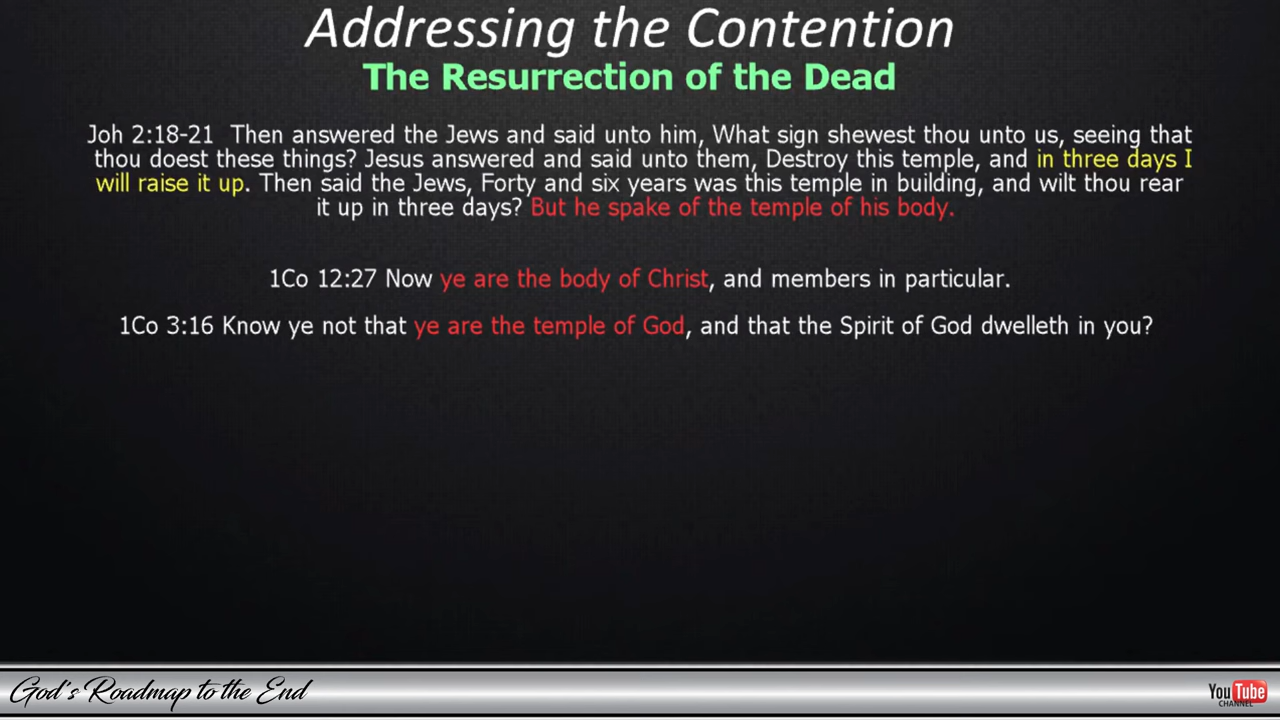 Addressing the Contention
The Resurrection of the Dead
Joh 2:18-21  Then answered the Jews and said unto him, What sign shewest thou unto us, seeing that
thou doest these things? Jesus answered and said unto them, Destroy this temple, and in three days I
will raise it up. Then said the Jews, Forty and six years was this temple in building, and wilt thou rear
it up in three days? But he spake of the temple of his body.
1Co 12:27 Now ye are the body of Christ, and members in particular.
1Co 3:16 Know ye not that ye are the temple of God, and that the Spirit of God dwelleth in you?
God's Roadmap to the End
YouTube
CHANNEL